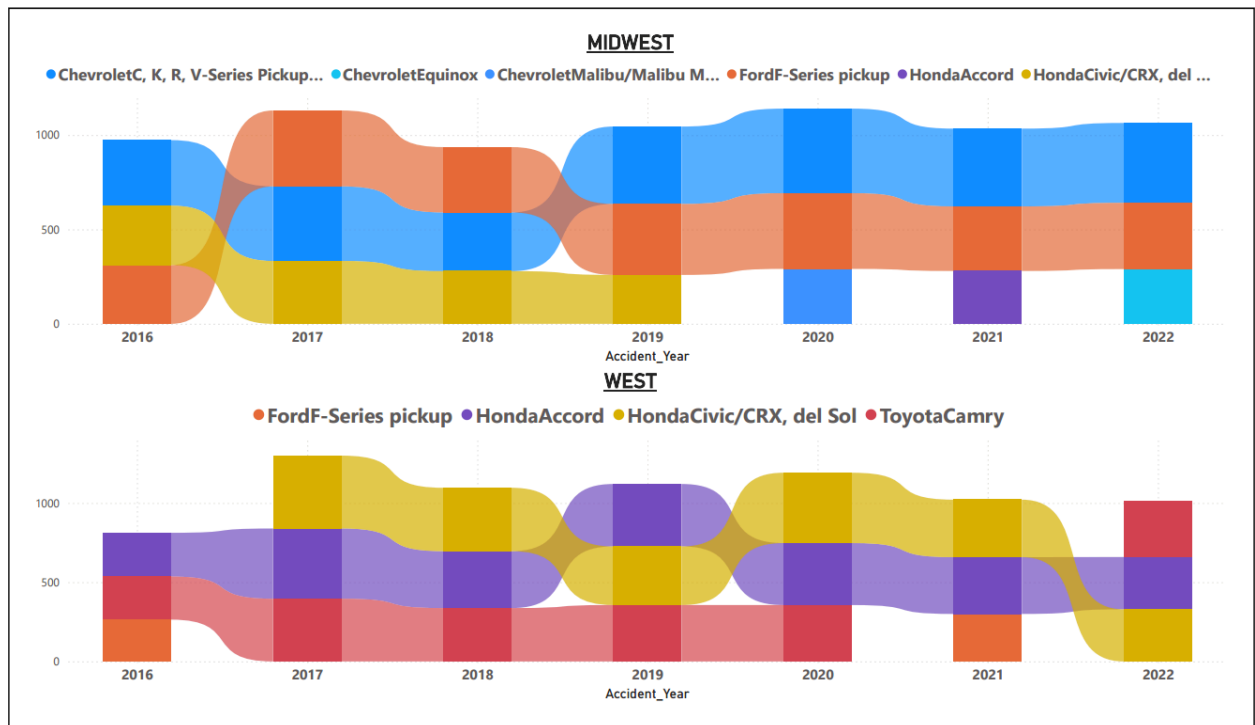 MIDWEST
ChevroletC, K, R, V-Series Pickup... ChevroletEquinox ChevroletMalibu/Malibu M... FordF-Series pickup HondaAccord HondaCivic/CRX, del ...
1000
500
0
2016 2017 2018 2019 2020 2021 2022
Accident_Year
WEST
FordF-Series pickup HondaAccord HondaCivic/CRX, del Sol ToyotaCamry
1000
500
0
2016 2017 2018 2019 2020 2021 2022
Accident_Year